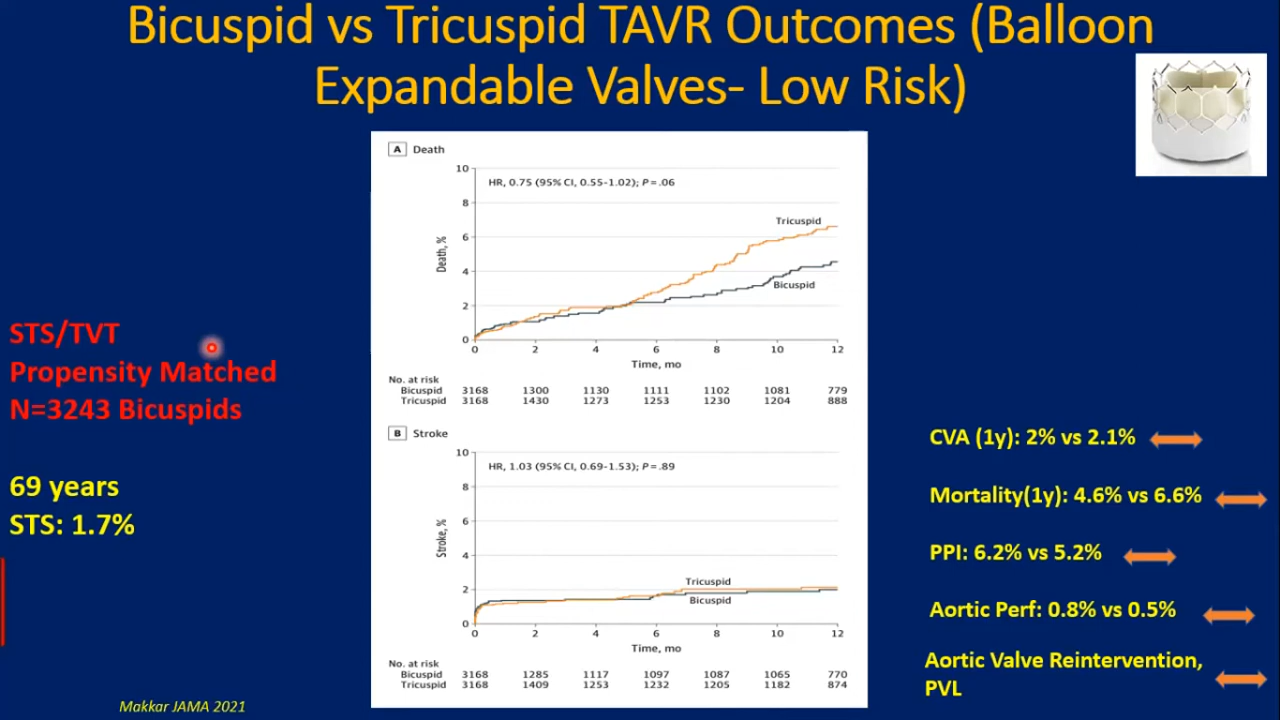 Bicuspid vs Tricuspid TAVR Outcomes (Balloon
Expandable Valves- Low Risk)
STS/TVT
Propensity Matched
N=3243 Bicuspids
69 years
STS: 1.7%
A Death
HR, 0.75 (95% CI, 0.55-1.02); P=.06
10
8
6
4
2
0
Death, %
Tricuspid
Bicuspid
0 2 4 6 8 10 12
Time, mo
No. at risk
Bicuspid 3168 1300 1130 1111 1102 1081 779
Tricuspid 3168 1430 1273 1253 1230 1204 888
B Stroke
HR, 1.03 (95% CI, 0.69-1.53); P=.89
10
8
6
4
2
0
Stroke, %
Tricuspid
Bicuspid
0 2 4 6 8 10 12
Time, mo
No. at risk
Bicuspid 3168 1285 1117 1097 1087 1065 770
Tricuspid 3168 1409 1253 1232 1205 1182 874
CVA (1y): 2% vs 2.1%
Mortality(1y): 4.6% vs 6.6%
PPI: 6.2% vs 5.2%
Aortic Perf: 0.8% vs 0.5%
Aortic Valve Reintervention,
PVL
Makkar JAMA 2021